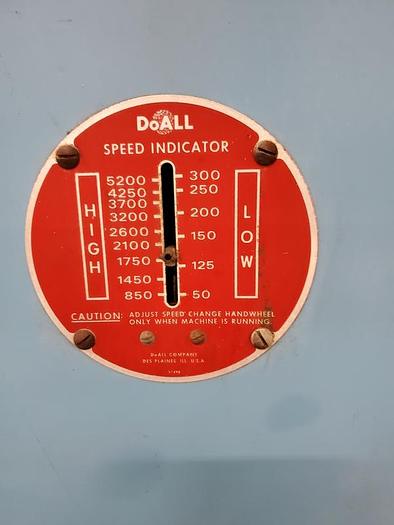 DoALL
SPEED INDICATOR
HIGH
5200
4250
3700
3200
2600
2100
1750
1450
850
300
250
200
150
125
50
LOW
CAUTION: ADJUST SPEED CHANGE HANDWHEEL
ONLY WHEN MACHINE IS RUNNING.
DoALL COMPANY
DES PLAINES ILL. U.S.A.